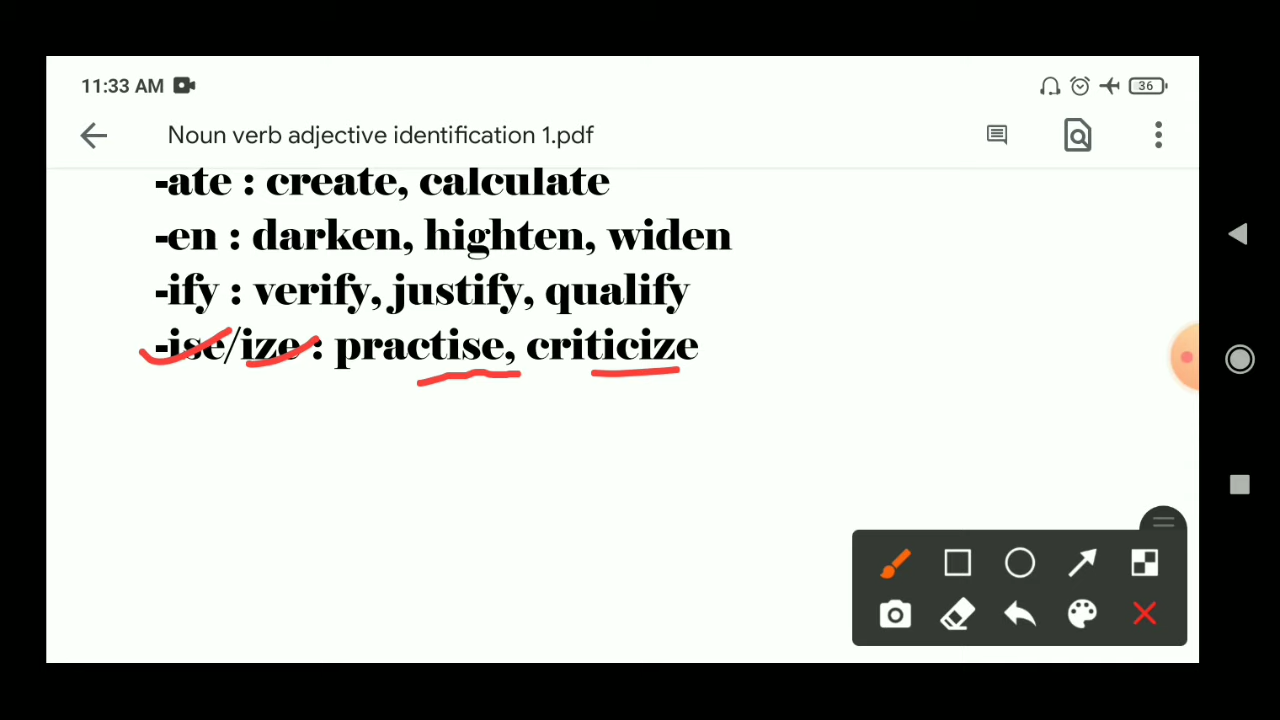 11:33 AM
36
Noun verb adjective identification 1.pdf
-ate : create, calculate
-en : darken, highten, widen
-ify : verify, justify, qualify
-ise/ize : practise, criticize